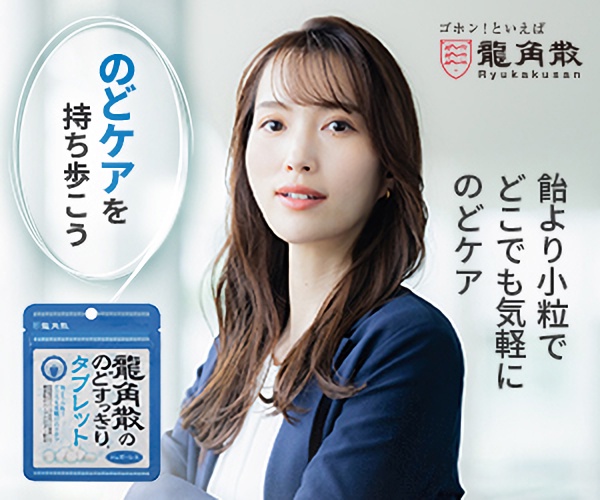 のどケアを
持ち歩こう
ゴホン!といえば
龍角散
Ryukakusan
飴より小粒で
どこでも気軽に
のどケア
龍角散
龍角散の
のどすっきり
タブレット